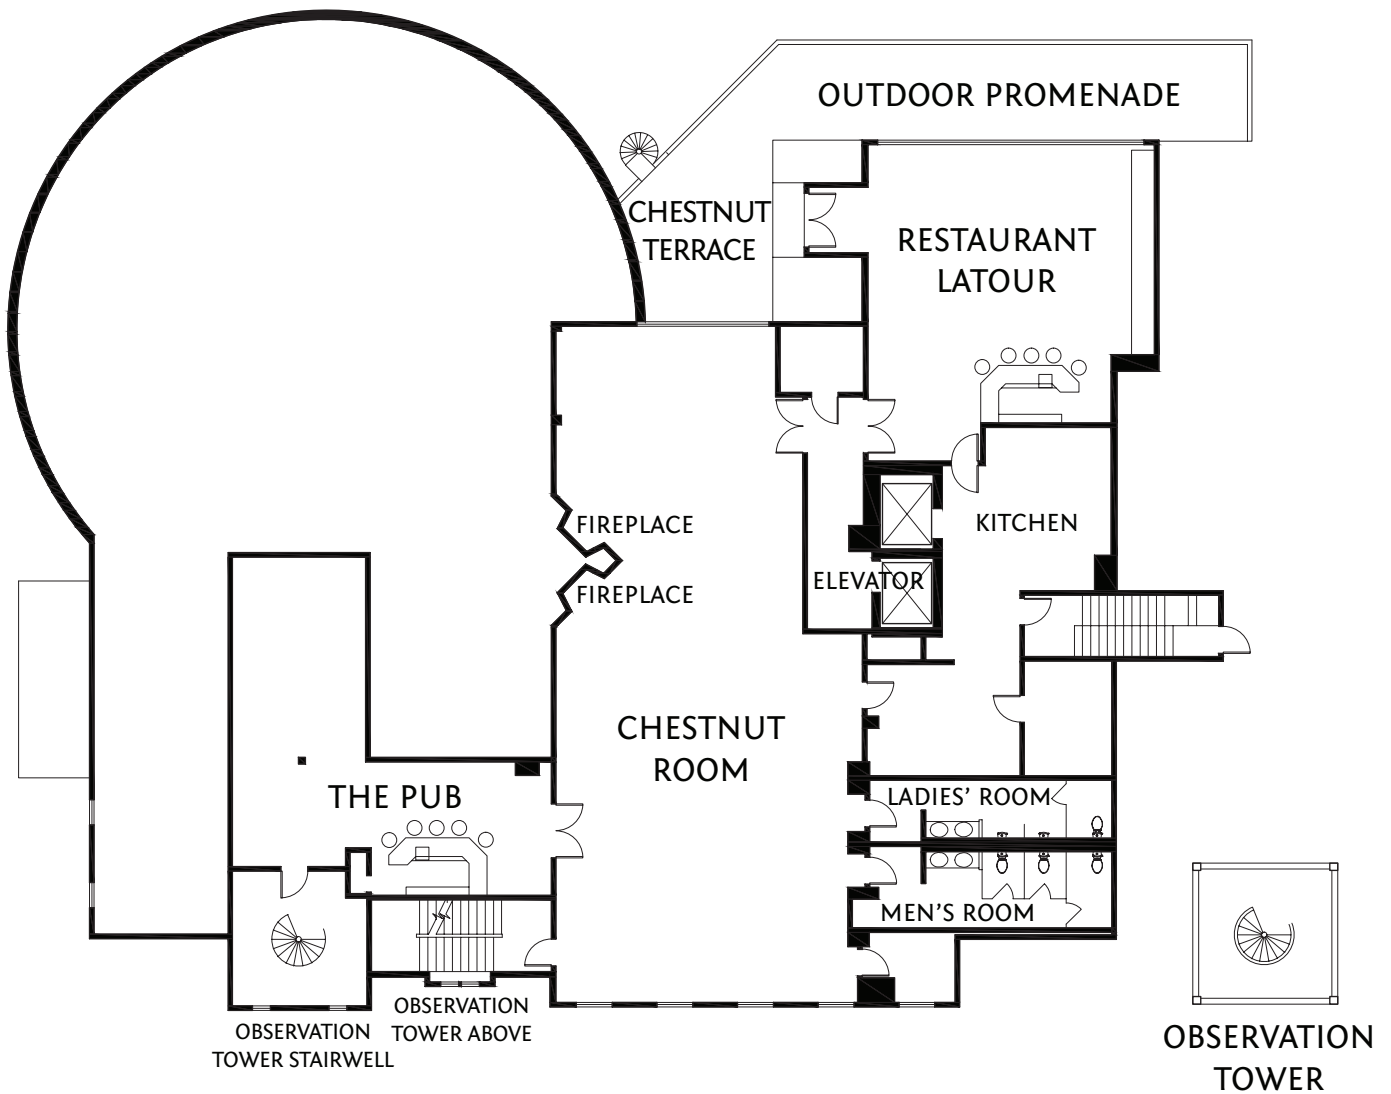 OUTDOOR PROMENADE
CHESTNUT
TERRACE
RESTAURANT
LATOUR
FIREPLACE
KITCHEN
ELEVATOR
FIREPLACE
CHESTNUT
ROOM
THE PUB
LADIES' ROOM
MEN'S ROOM
OBSERVATION
TOWER ABOVE
OBSERVATION
TOWER STAIRWELL
OBSERVATION
TOWER